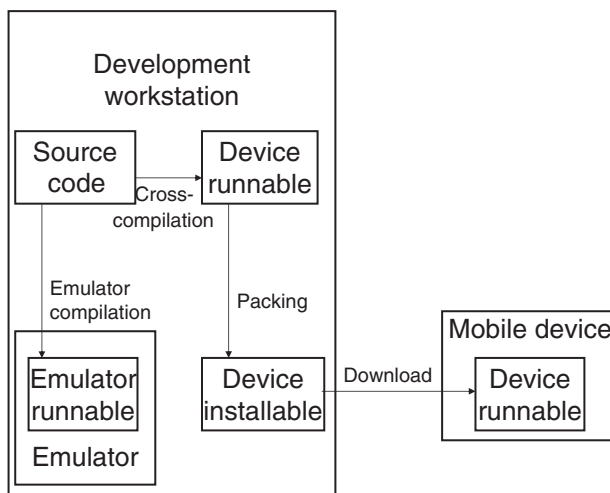 Development
workstation
Source
code
Device
runnable
Cross-
compilation
Emulator
compilation
Packing
Emulator
runnable
Emulator
Device
installable
Download
Mobile device
Device
runnable